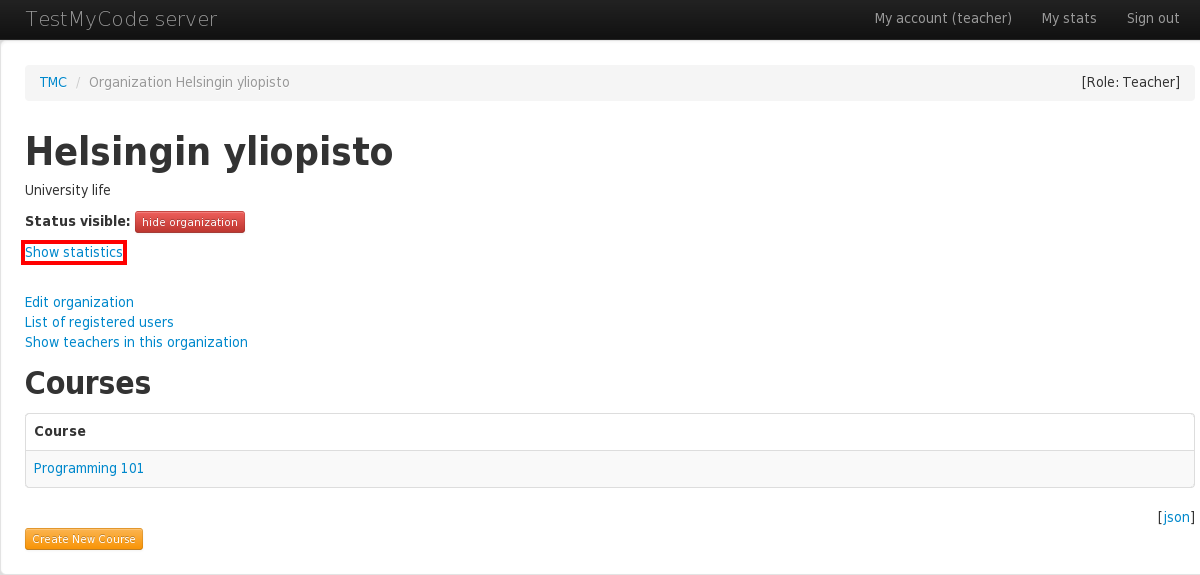 TestMyCode server My account (teacher) My stats Sign out
TMC / Organization Helsingin yliopisto [Role: Teacher]
Helsingin yliopisto
University life
Status visible: hide organization
Show statistics
Edit organization
List of registered users
Show teachers in this organization
Courses
Course
Programming 101
[json]
Create New Course